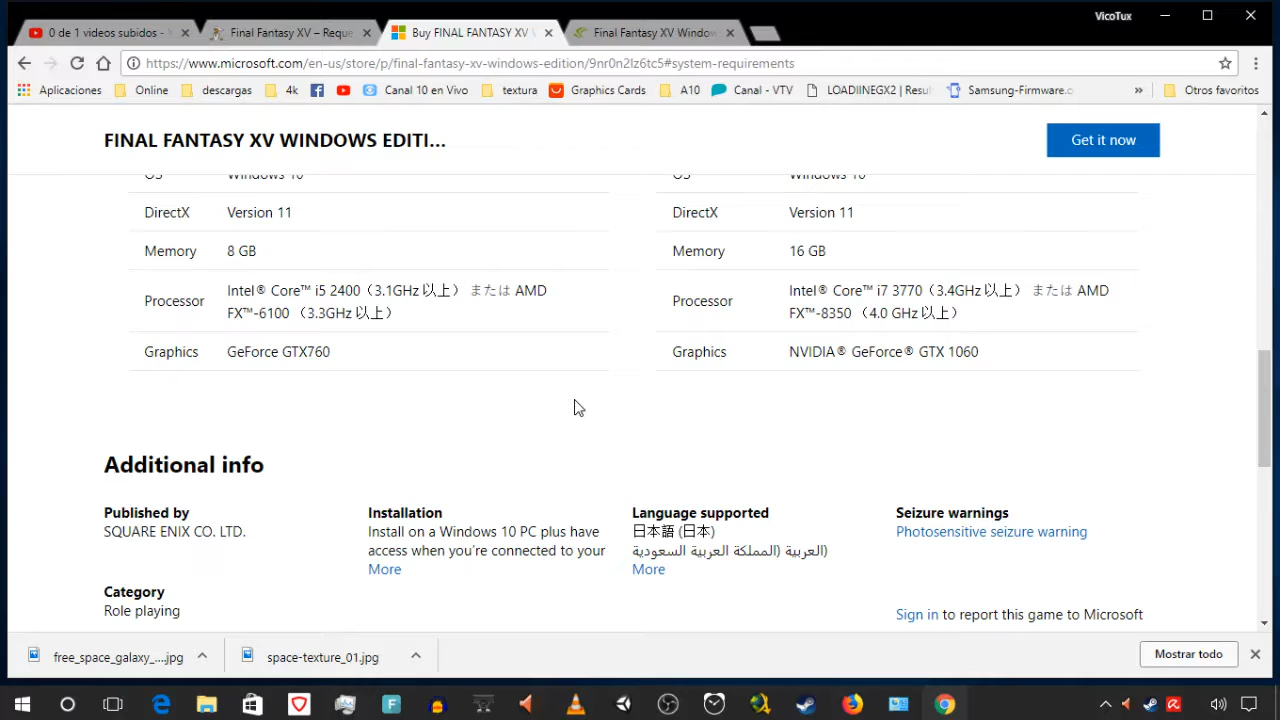 VicoTux
0 de 1 videos subidos -
Final Fantasy XV – Reque
Buy FINAL FANTASY XV
Final Fantasy XV Window
https://www.microsoft.com/en-us/store/p/final-fantasy-xv-windows-edition/9nr0n2lz6tc5#system-requirements
Aplicaciones
Online
descargas
4k
Canal 10 en Vivo
textura
Graphics Cards
A10
Canal - VTV
LOADIINEGX2 | Resul
Samsung-Firmware.o
»
Otros favoritos
FINAL FANTASY XV WINDOWS EDITI...
Get it now
OS Windows 10
OS Windows 10
DirectX Version 11
DirectX Version 11
Memory 8 GB
Memory 16 GB
Processor Intel® Core™ i5 2400（3.1GHz 以上） または AMD
FX™-6100 （3.3GHz 以上）
Processor Intel® Core™ i7 3770（3.4GHz 以上） または AMD
FX™-8350 （4.0 GHz 以上）
Graphics GeForce GTX760
Graphics NVIDIA® GeForce® GTX 1060
Additional info
Published by
SQUARE ENIX CO. LTD.
Installation
Install on a Windows 10 PC plus have
access when you're connected to your
More
Language supported
日本語 (日本)
العربية (المملكة العربية السعودية)
More
Seizure warnings
Photosensitive seizure warning
Category
Role playing
Sign in to report this game to Microsoft
free_space_galaxy_....jpg
space-texture_01.jpg
Mostrar todo